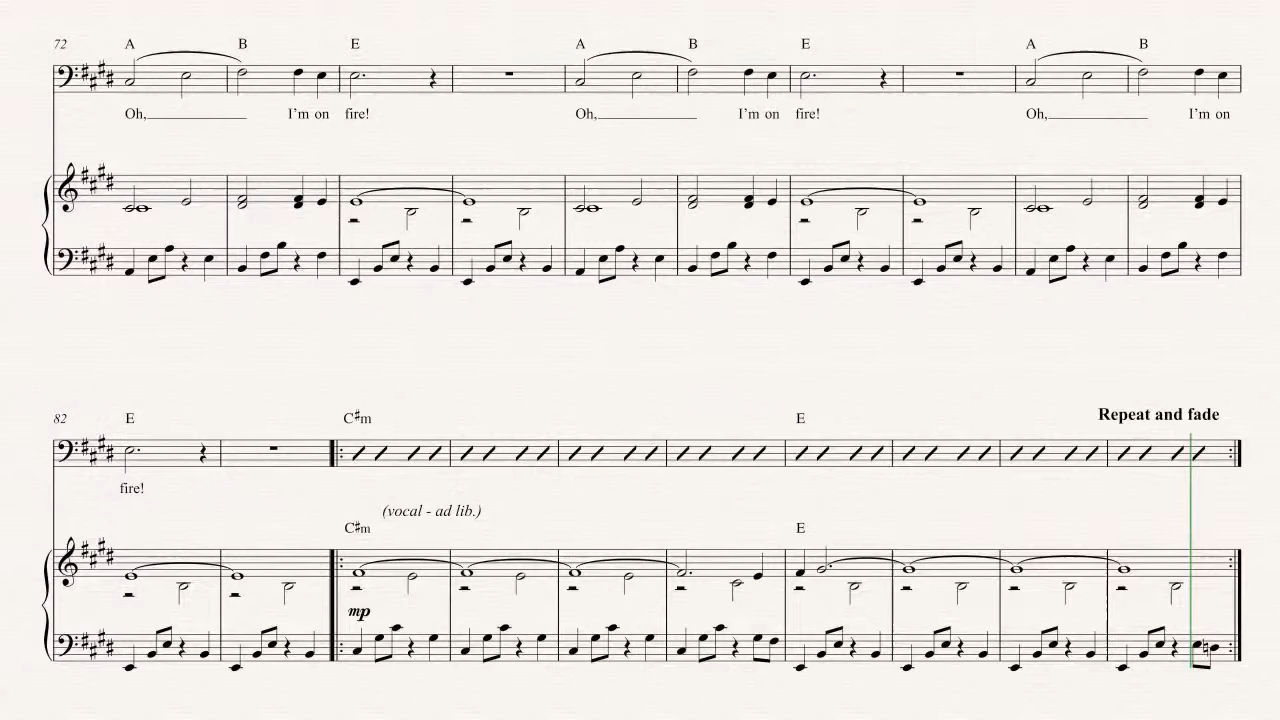 72 A B E A B E A B
Oh, I'm on fire! Oh, I'm on fire! Oh, I'm on
Repeat and fade
82 E C♯m E
fire!
(vocal - ad lib.)
C♯m E
mp